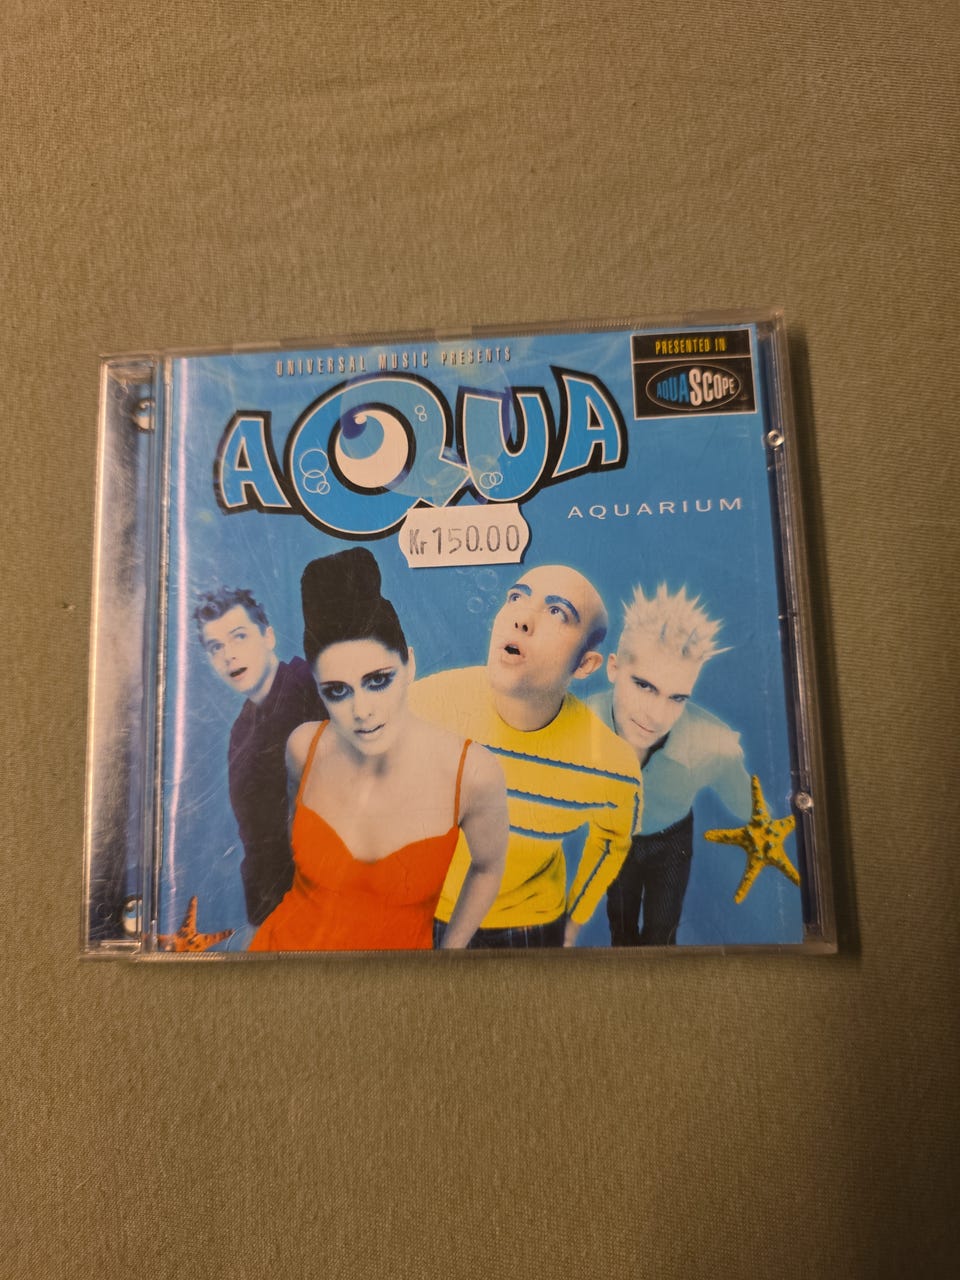 UNIVERSAL MUSIC PRESENTS
PRESENTED IN
AQUASCOPE
AQUA
AQUARIUM
Kr 150.00